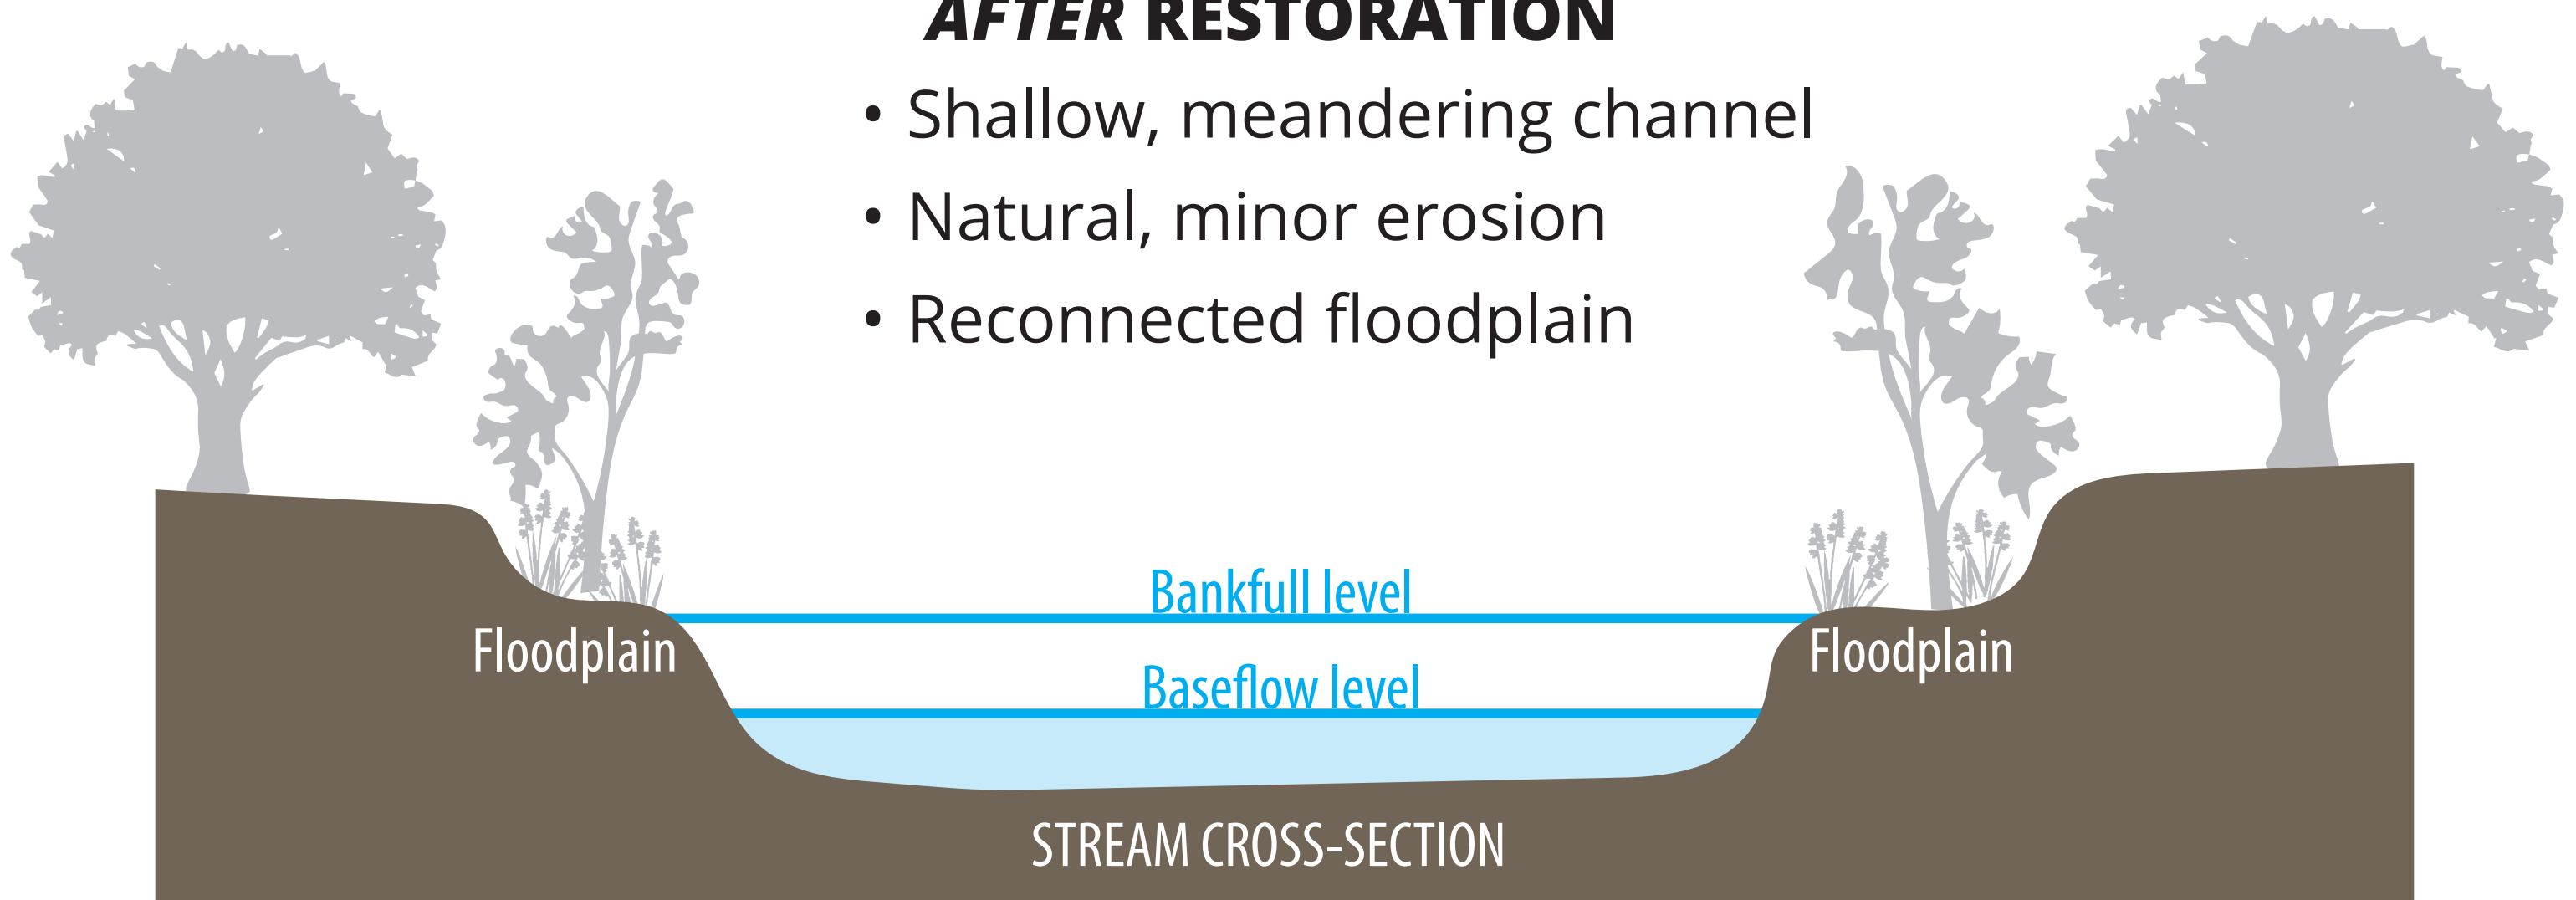 AFTER RESTORATION
• Shallow, meandering channel
• Natural, minor erosion
• Reconnected floodplain
Bankfull level
Floodplain
Floodplain
Baseflow level
STREAM CROSS-SECTION